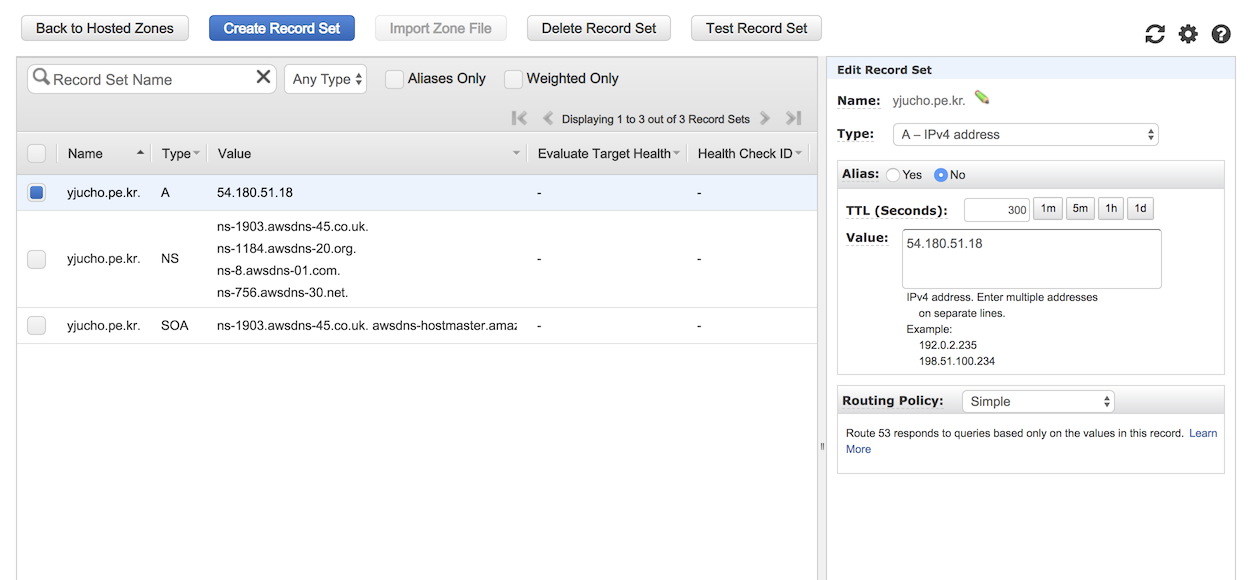 Back to Hosted Zones Create Record Set Import Zone File Delete Record Set Test Record Set
Record Set Name Any Type Aliases Only Weighted Only
Displaying 1 to 3 out of 3 Record Sets
Name Type Value Evaluate Target Health Health Check ID
yjucho.pe.kr. A 54.180.51.18 - -
yjucho.pe.kr. NS ns-1903.awsdns-45.co.uk.
ns-1184.awsdns-20.org.
ns-8.awsdns-01.com.
ns-756.awsdns-30.net. - -
yjucho.pe.kr. SOA ns-1903.awsdns-45.co.uk. awsdns-hostmaster.amaz - -
Edit Record Set
Name: yjucho.pe.kr.
Type: A – IPv4 address
Alias: Yes No
TTL (Seconds): 300 1m 5m 1h 1d
Value: 54.180.51.18
IPv4 address. Enter multiple addresses
on separate lines.
Example:
192.0.2.235
198.51.100.234
Routing Policy: Simple
Route 53 responds to queries based only on the values in this record. Learn
More